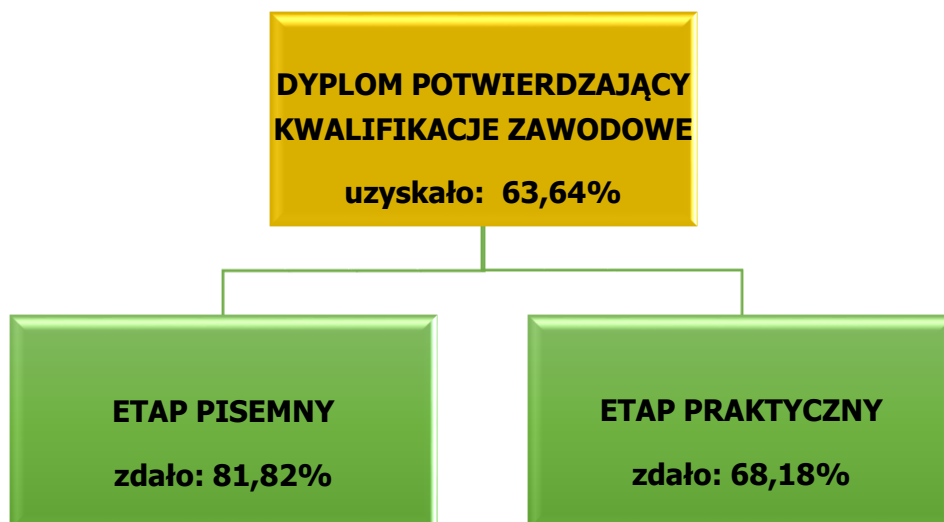 DYPLOM POTWIERDZAJĄCY
KWALIFIKACJE ZAWODOWE
uzyskało: 63,64%
ETAP PISEMNY
zdało: 81,82%
ETAP PRAKTYCZNY
zdało: 68,18%